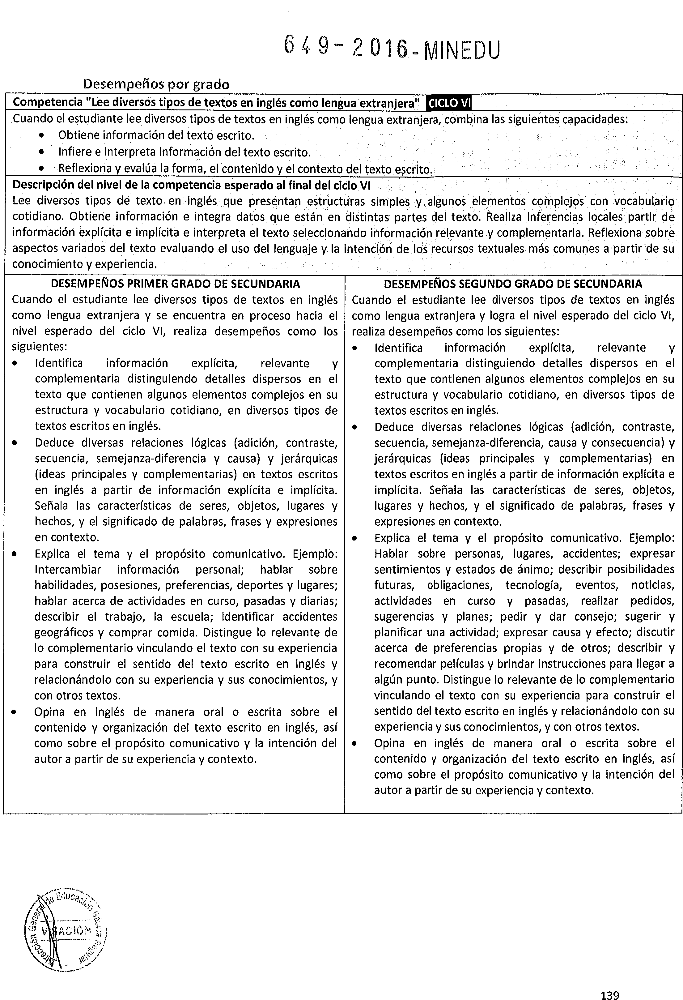 649-2016-MINEDU
Desempeños por grado
Competencia "Lee diversos tipos de textos en inglés como lengua extranjera" CICLO VI
Cuando el estudiante lee diversos tipos de textos en inglés como lengua extranjera, combina las siguientes capacidades:
• Obtiene información del texto escrito.
• Infiere e interpreta información del texto escrito.
• Reflexiona y evalúa la forma, el contenido y el contexto del texto escrito.
Descripción del nivel de la competencia esperado al final del ciclo VI
Lee diversos tipos de texto en inglés que presentan estructuras simples y algunos elementos complejos con vocabulario
cotidiano. Obtiene información e integra datos que están en distintas partes del texto. Realiza inferencias locales partir de
información explícita e implícita e interpreta el texto seleccionando información relevante y complementaria. Reflexiona sobre
aspectos variados del texto evaluando el uso del lenguaje y la intención de los recursos textuales más comunes a partir de su
conocimiento y experiencia.
DESEMPEÑOS PRIMER GRADO DE SECUNDARIA
Cuando el estudiante lee diversos tipos de textos en inglés
como lengua extranjera y se encuentra en proceso hacia el
nivel esperado del ciclo VI, realiza desempeños como los
siguientes:
• Identifica información explícita, relevante y
complementaria distinguiendo detalles dispersos en el
texto que contienen algunos elementos complejos en su
estructura y vocabulario cotidiano, en diversos tipos de
textos escritos en inglés.
• Deduce diversas relaciones lógicas (adición, contraste,
secuencia, semejanza-diferencia y causa) y jerárquicas
(ideas principales y complementarias) en textos escritos
en inglés a partir de información explícita e implícita.
Señala las características de seres, objetos, lugares y
hechos, y el significado de palabras, frases y expresiones
en contexto.
• Explica el tema y el propósito comunicativo. Ejemplo:
Intercambiar información personal; hablar sobre
habilidades, posesiones, preferencias, deportes y lugares;
hablar acerca de actividades en curso, pasadas y diarias;
describir el trabajo, la escuela; identificar accidentes
geográficos y comprar comida. Distingue lo relevante de
lo complementario vinculando el texto con su experiencia
para construir el sentido del texto escrito en inglés y
relacionándolo con su experiencia y sus conocimientos, y
con otros textos.
• Opina en inglés de manera oral o escrita sobre el
contenido y organización del texto escrito en inglés, así
como sobre el propósito comunicativo y la intención del
autor a partir de su experiencia y contexto.
DESEMPEÑOS SEGUNDO GRADO DE SECUNDARIA
Cuando el estudiante lee diversos tipos de textos en inglés
como lengua extranjera y logra el nivel esperado del ciclo VI,
realiza desempeños como los siguientes:
• Identifica información explícita, relevante y
complementaria distinguiendo detalles dispersos en el
texto que contienen algunos elementos complejos en su
estructura y vocabulario cotidiano, en diversos tipos de
textos escritos en inglés.
• Deduce diversas relaciones lógicas (adición, contraste,
secuencia, semejanza-diferencia, causa y consecuencia) y
jerárquicas (ideas principales y complementarias) en
textos escritos en inglés a partir de información explícita e
implícita. Señala las características de seres, objetos,
lugares y hechos, y el significado de palabras, frases y
expresiones en contexto.
• Explica el tema y el propósito comunicativo. Ejemplo:
Hablar sobre personas, lugares, accidentes; expresar
sentimientos y estados de ánimo; describir posibilidades
futuras, obligaciones, tecnología, eventos, noticias,
actividades en curso y pasadas, realizar pedidos,
sugerencias y planes; pedir y dar consejo; sugerir y
planificar una actividad; expresar causa y efecto; discutir
acerca de preferencias propias y de otros; describir y
recomendar películas y brindar instrucciones para llegar a
algún punto. Distingue lo relevante de lo complementario
vinculando el texto con su experiencia para construir el
sentido del texto escrito en inglés y relacionándolo con su
experiencia y sus conocimientos, y con otros textos.
• Opina en inglés de manera oral o escrita sobre el
contenido y organización del texto escrito en inglés, así
como sobre el propósito comunicativo y la intención del
autor a partir de su experiencia y contexto.
Dirección General de Educación Básica Regular
VISACIÓN
139